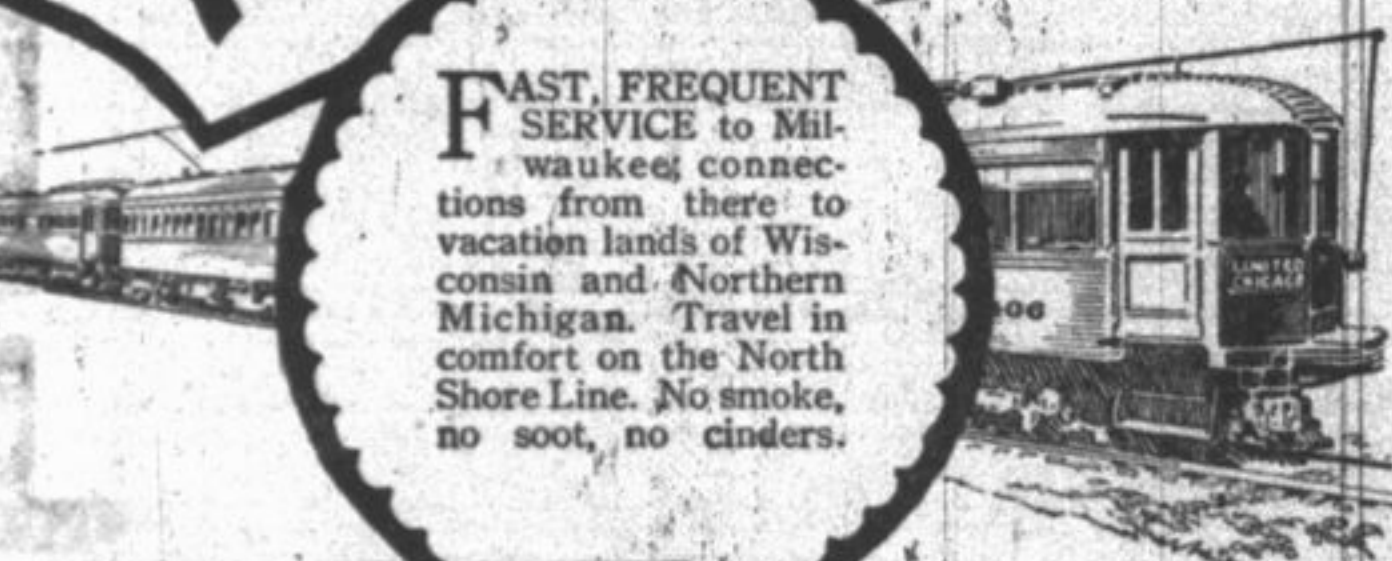 FAST, FREQUENT
SERVICE to Mil-
waukee; connec-
tions from there to
vacation lands of Wis-
consin and Northern
Michigan. Travel in
comfort on the North
Shore Line. No smoke,
no soot, no cinders.
LIMITED
CHICAGO
406